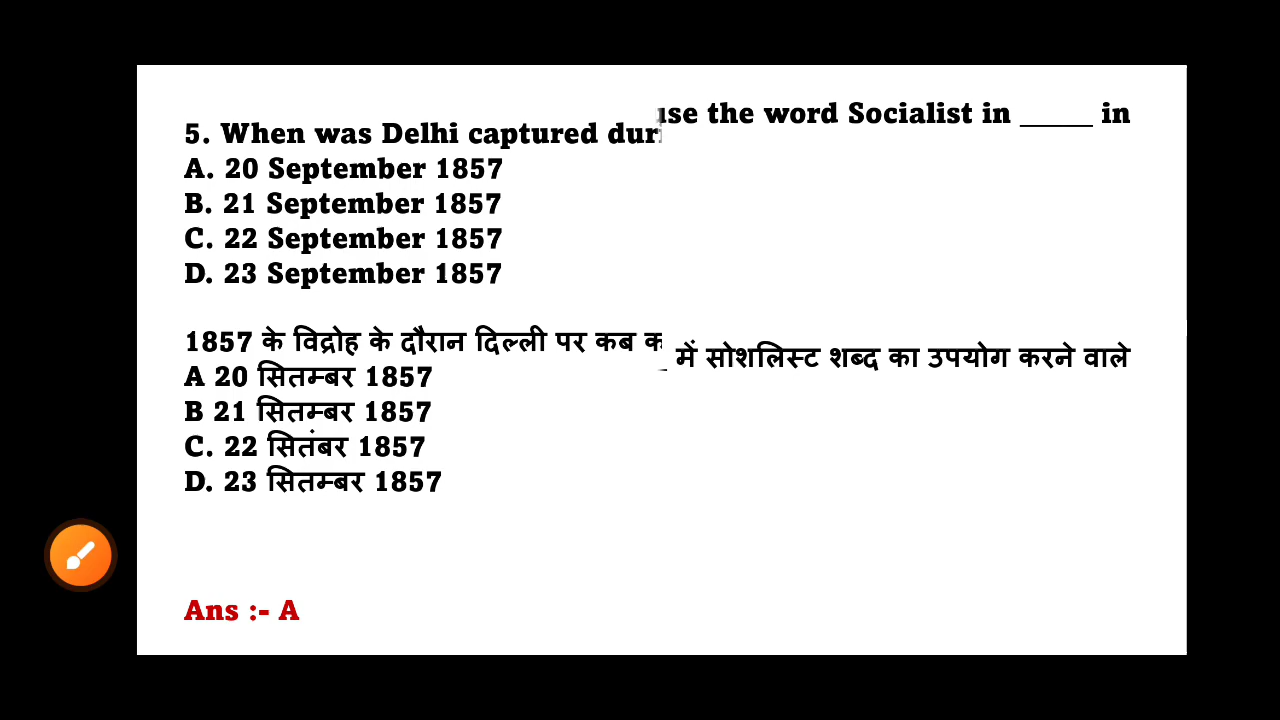 use the word Socialist in _____ in
5. When was Delhi captured
A. 20 September 1857
B. 21 September 1857
C. 22 September 1857
D. 23 September 1857
1857 के विद्रोह के दौरान दिल्ली पर कब
_ में सोशलिस्ट शब्द का उपयोग करने वाले
A 20 सितम्बर 1857
B 21 सितम्बर 1857
C. 22 सितंबर 1857
D. 23 सितम्बर 1857
Ans :- A